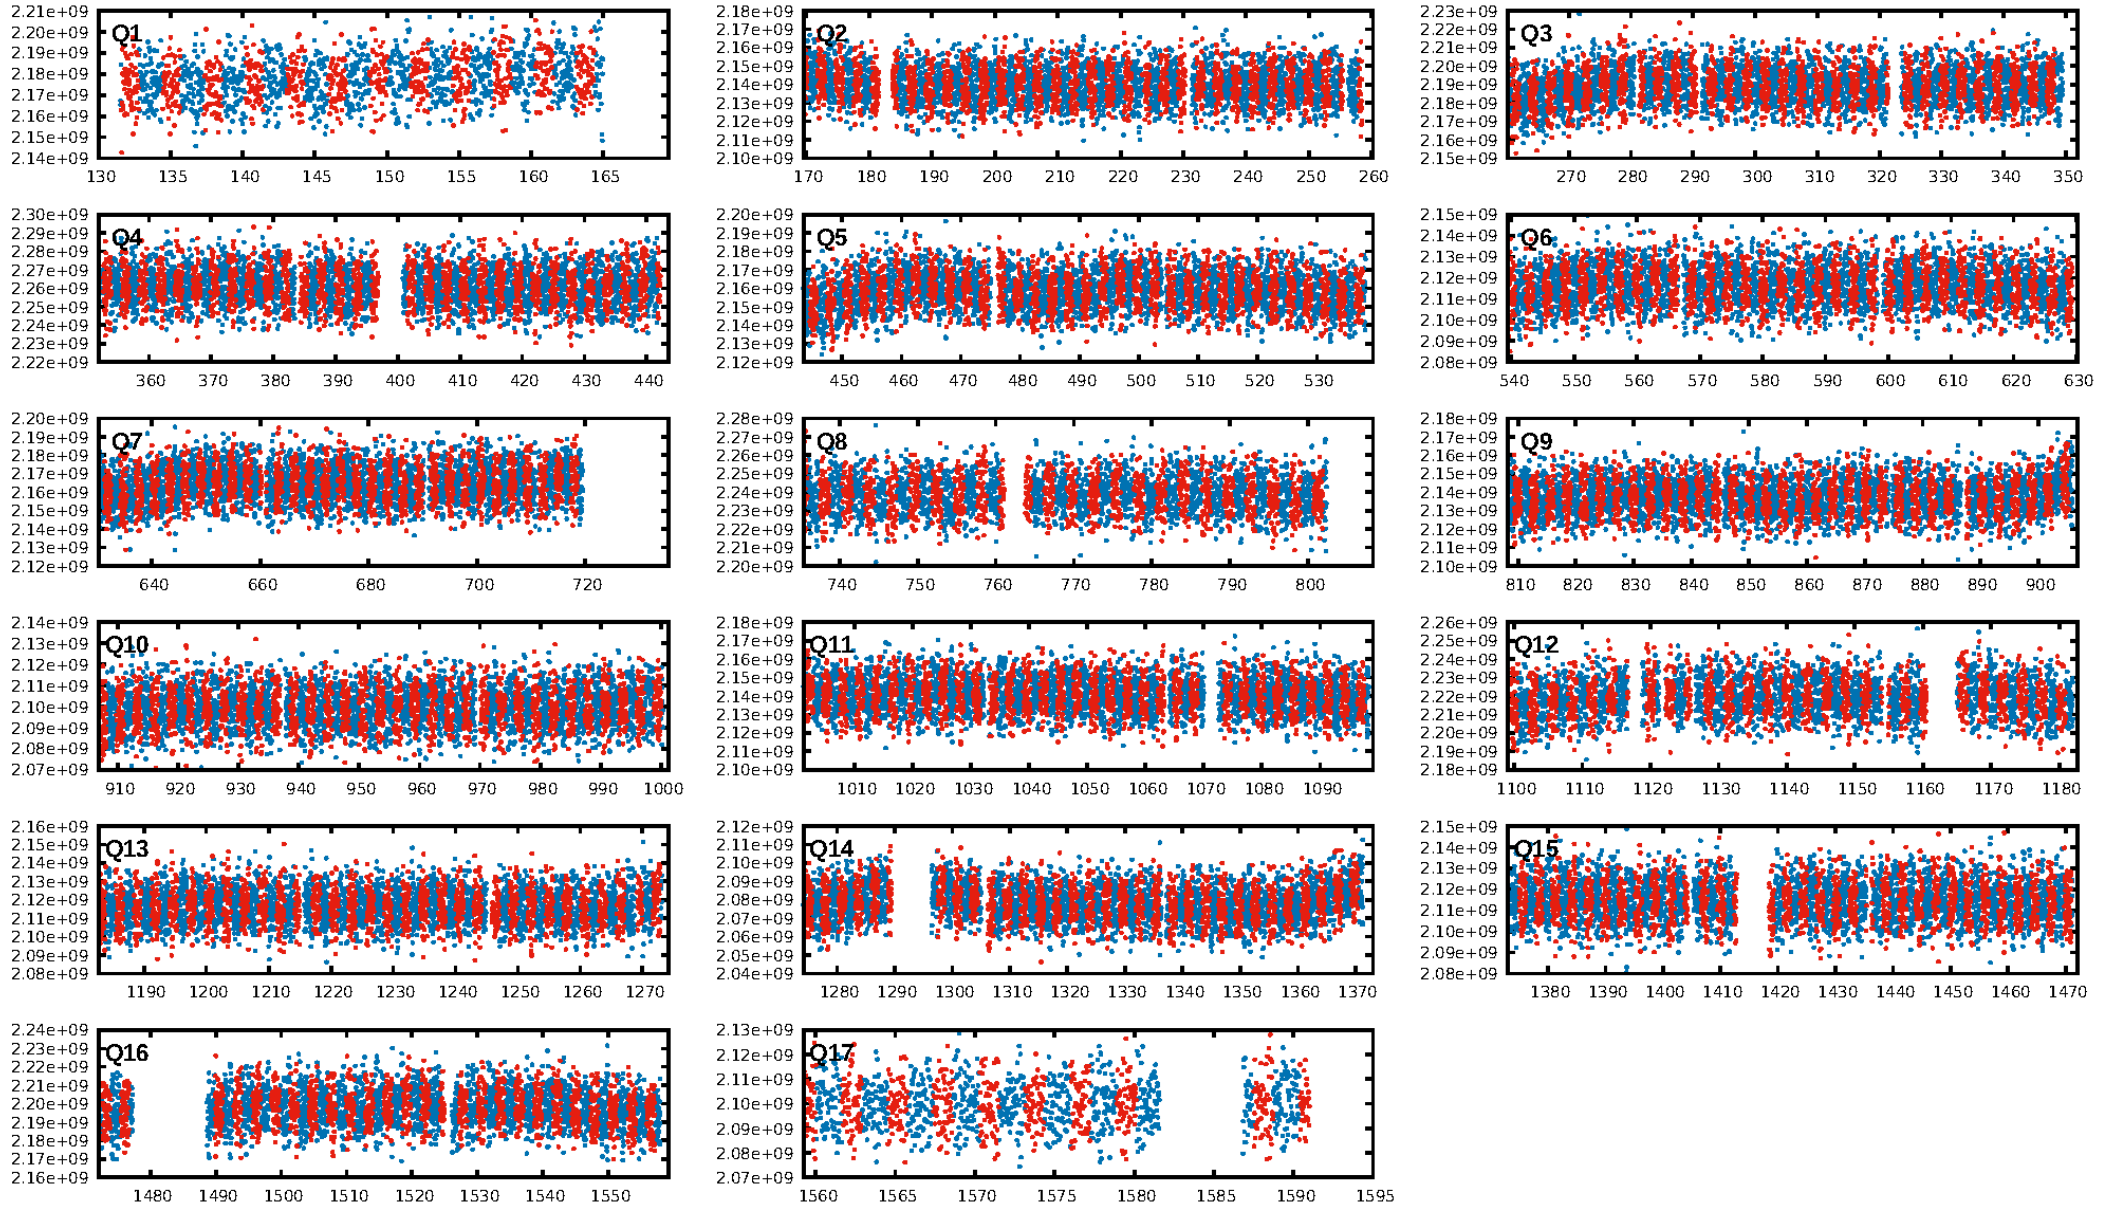 2.21e+09
2.20e+09
2.19e+09
2.18e+09
2.17e+09
2.16e+09
2.15e+09
2.14e+09
Q1
130 135 140 145 150 155 160 165
2.18e+09
2.17e+09
2.16e+09
2.15e+09
2.14e+09
2.13e+09
2.12e+09
2.11e+09
2.10e+09
Q2
170 180 190 200 210 220 230 240 250 260
2.23e+09
2.22e+09
2.21e+09
2.20e+09
2.19e+09
2.18e+09
2.17e+09
2.16e+09
2.15e+09
Q3
270 280 290 300 310 320 330 340 350
2.30e+09
2.29e+09
2.28e+09
2.27e+09
2.26e+09
2.25e+09
2.24e+09
2.23e+09
2.22e+09
Q4
360 370 380 390 400 410 420 430 440
2.20e+09
2.19e+09
2.18e+09
2.17e+09
2.16e+09
2.15e+09
2.14e+09
2.13e+09
2.12e+09
Q5
450 460 470 480 490 500 510 520 530
2.15e+09
2.14e+09
2.13e+09
2.12e+09
2.11e+09
2.10e+09
2.09e+09
2.08e+09
Q6
540 550 560 570 580 590 600 610 620 630
2.20e+09
2.19e+09
2.18e+09
2.17e+09
2.16e+09
2.15e+09
2.14e+09
2.13e+09
2.12e+09
Q7
640 660 680 700 720
2.28e+09
2.27e+09
2.26e+09
2.25e+09
2.24e+09
2.23e+09
2.22e+09
2.21e+09
2.20e+09
Q8
740 750 760 770 780 790 800
2.18e+09
2.17e+09
2.16e+09
2.15e+09
2.14e+09
2.13e+09
2.12e+09
2.11e+09
2.10e+09
Q9
810 820 830 840 850 860 870 880 890 900
2.14e+09
2.13e+09
2.12e+09
2.11e+09
2.10e+09
2.09e+09
2.08e+09
2.07e+09
Q10
910 920 930 940 950 960 970 980 990 1000
2.18e+09
2.17e+09
2.16e+09
2.15e+09
2.14e+09
2.13e+09
2.12e+09
2.11e+09
2.10e+09
Q11
1010 1020 1030 1040 1050 1060 1070 1080 1090
2.26e+09
2.25e+09
2.24e+09
2.23e+09
2.22e+09
2.21e+09
2.20e+09
2.19e+09
2.18e+09
Q12
1100 1110 1120 1130 1140 1150 1160 1170 1180
2.16e+09
2.15e+09
2.14e+09
2.13e+09
2.12e+09
2.11e+09
2.10e+09
2.09e+09
2.08e+09
Q13
1190 1200 1210 1220 1230 1240 1250 1260 1270
2.12e+09
2.11e+09
2.10e+09
2.09e+09
2.08e+09
2.07e+09
2.06e+09
2.05e+09
2.04e+09
Q14
1280 1290 1300 1310 1320 1330 1340 1350 1360 1370
2.15e+09
2.14e+09
2.13e+09
2.12e+09
2.11e+09
2.10e+09
2.09e+09
2.08e+09
Q15
1380 1390 1400 1410 1420 1430 1440 1450 1460 1470
2.24e+09
2.23e+09
2.22e+09
2.21e+09
2.20e+09
2.19e+09
2.18e+09
2.17e+09
2.16e+09
Q16
1480 1490 1500 1510 1520 1530 1540 1550
2.13e+09
2.12e+09
2.11e+09
2.10e+09
2.09e+09
2.08e+09
2.07e+09
Q17
1560 1565 1570 1575 1580 1585 1590 1595